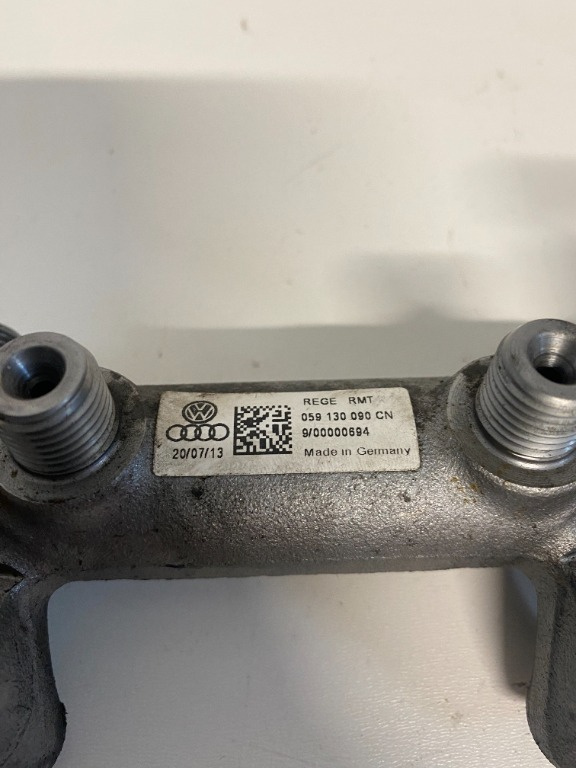 REGE RMT
059 130 090 CN
9/00000694
20/07/13
Made in Germany